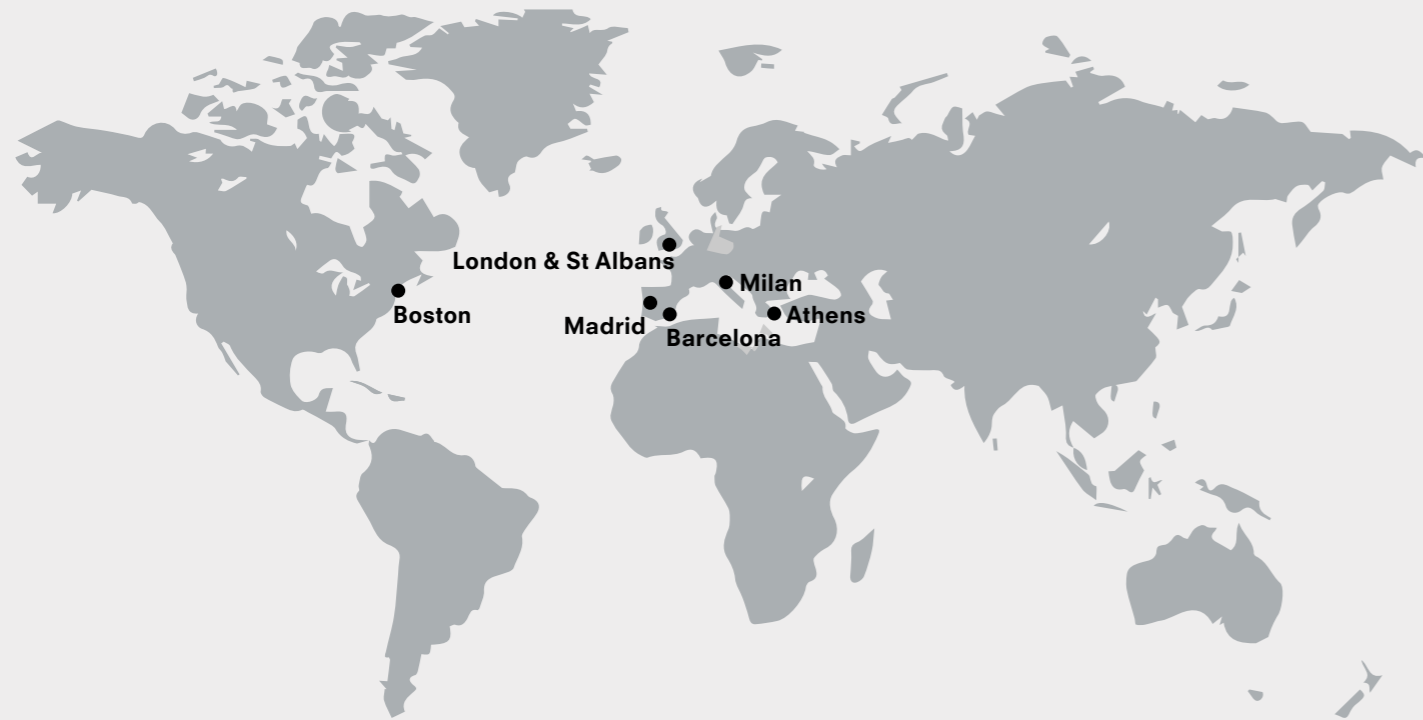 London & St Albans
Milan
Boston
Athens
Madrid
Barcelona